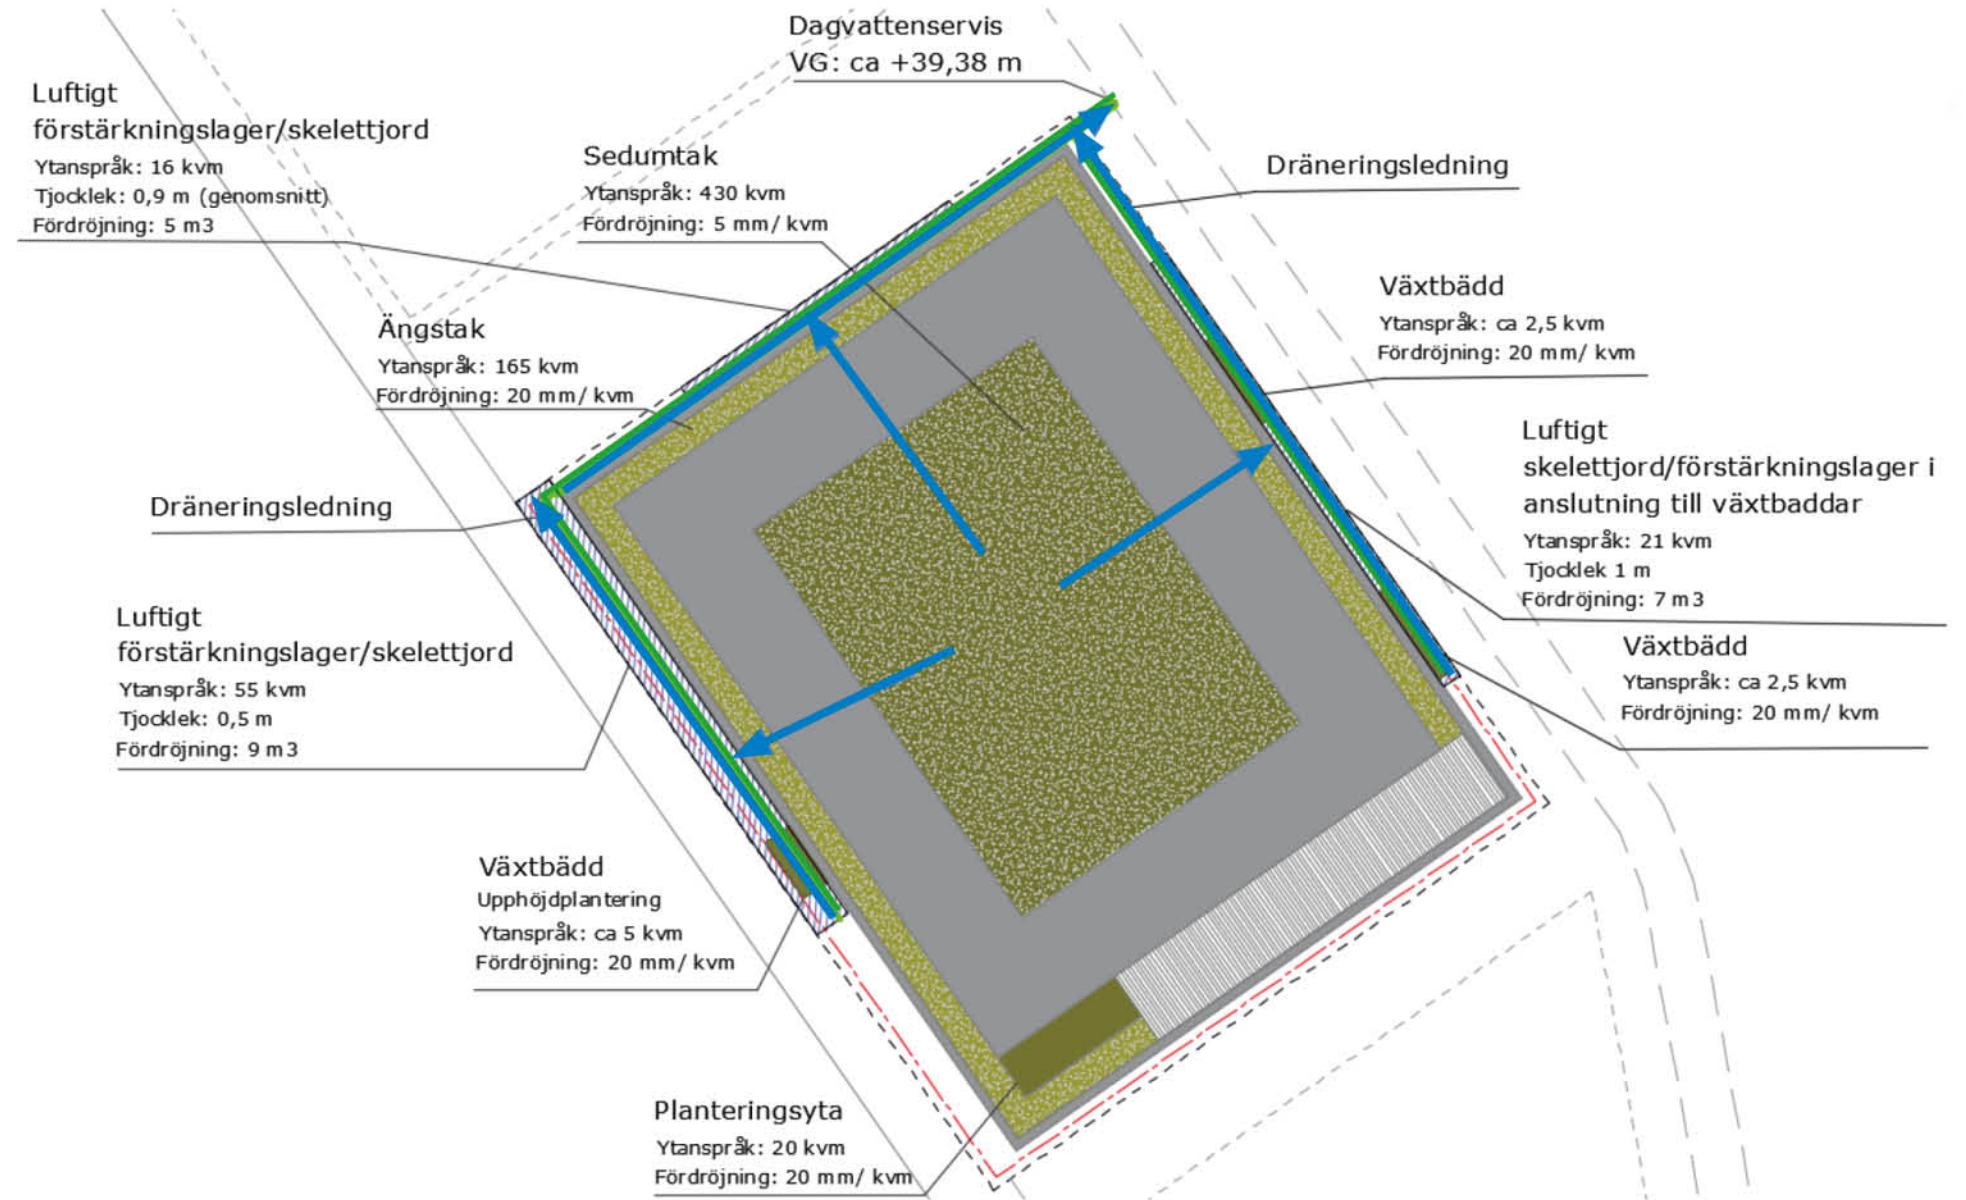 Dagvattenservis
VG: ca +39,38 m
Luftigt
förstärkningslager/skelettjord
Ytanspråk: 16 kvm
Tjocklek: 0,9 m (genomsnitt)
Fördröjning: 5 m3
Sedumtak
Ytanspråk: 430 kvm
Fördröjning: 5 mm/ kvm
Dräneringsledning
Växtbädd
Ytanspråk: ca 2,5 kvm
Fördröjning: 20 mm/ kvm
Ängstak
Ytanspråk: 165 kvm
Fördröjning: 20 mm/ kvm
Luftigt
skelettjord/förstärkningslager i
anslutning till växtbaddar
Ytanspråk: 21 kvm
Tjocklek 1 m
Fördröjning: 7 m3
Dräneringsledning
Luftigt
förstärkningslager/skelettjord
Ytanspråk: 55 kvm
Tjocklek: 0,5 m
Fördröjning: 9 m3
Växtbädd
Ytanspråk: ca 2,5 kvm
Fördröjning: 20 mm/ kvm
Växtbädd
Upphöjdplantering
Ytanspråk: ca 5 kvm
Fördröjning: 20 mm/ kvm
Planteringsyta
Ytanspråk: 20 kvm
Fördröjning: 20 mm/ kvm